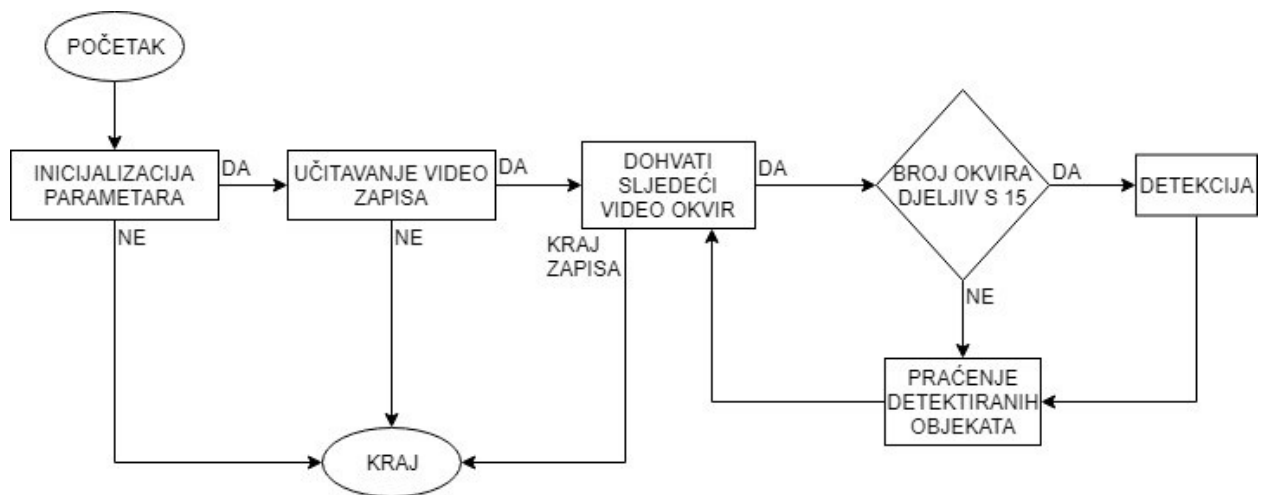 POČETAK
INICIJALIZACIJA
PARAMETARA
DA
NE
UČITAVANJE VIDEO
ZAPISA
DA
NE
DOHVATI
SLJEDEĆI
VIDEO OKVIR
DA
KRAJ
ZAPISA
BROJ OKVIRA
DJELJIV S 15
DA
NE
DETEKCIJA
PRAĆENJE
DETEKTIRANIH
OBJEKATA
KRAJ